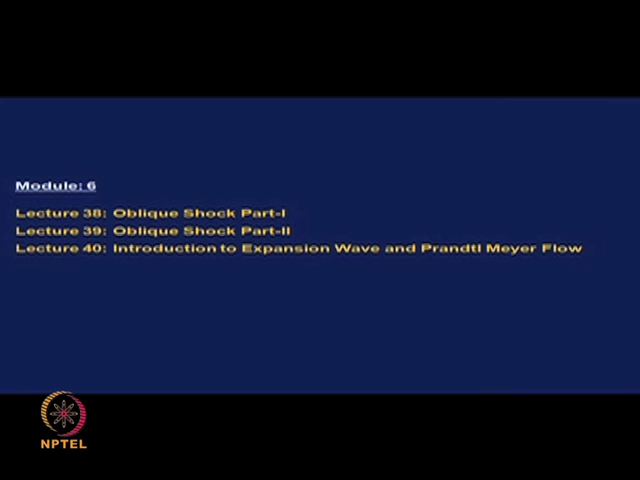 Module: 6
Lecture 38: Oblique Shock Part-I
Lecture 39: Oblique Shock Part-II
Lecture 40: Introduction to Expansion Wave and Prandtl Meyer Flow
NPTEL